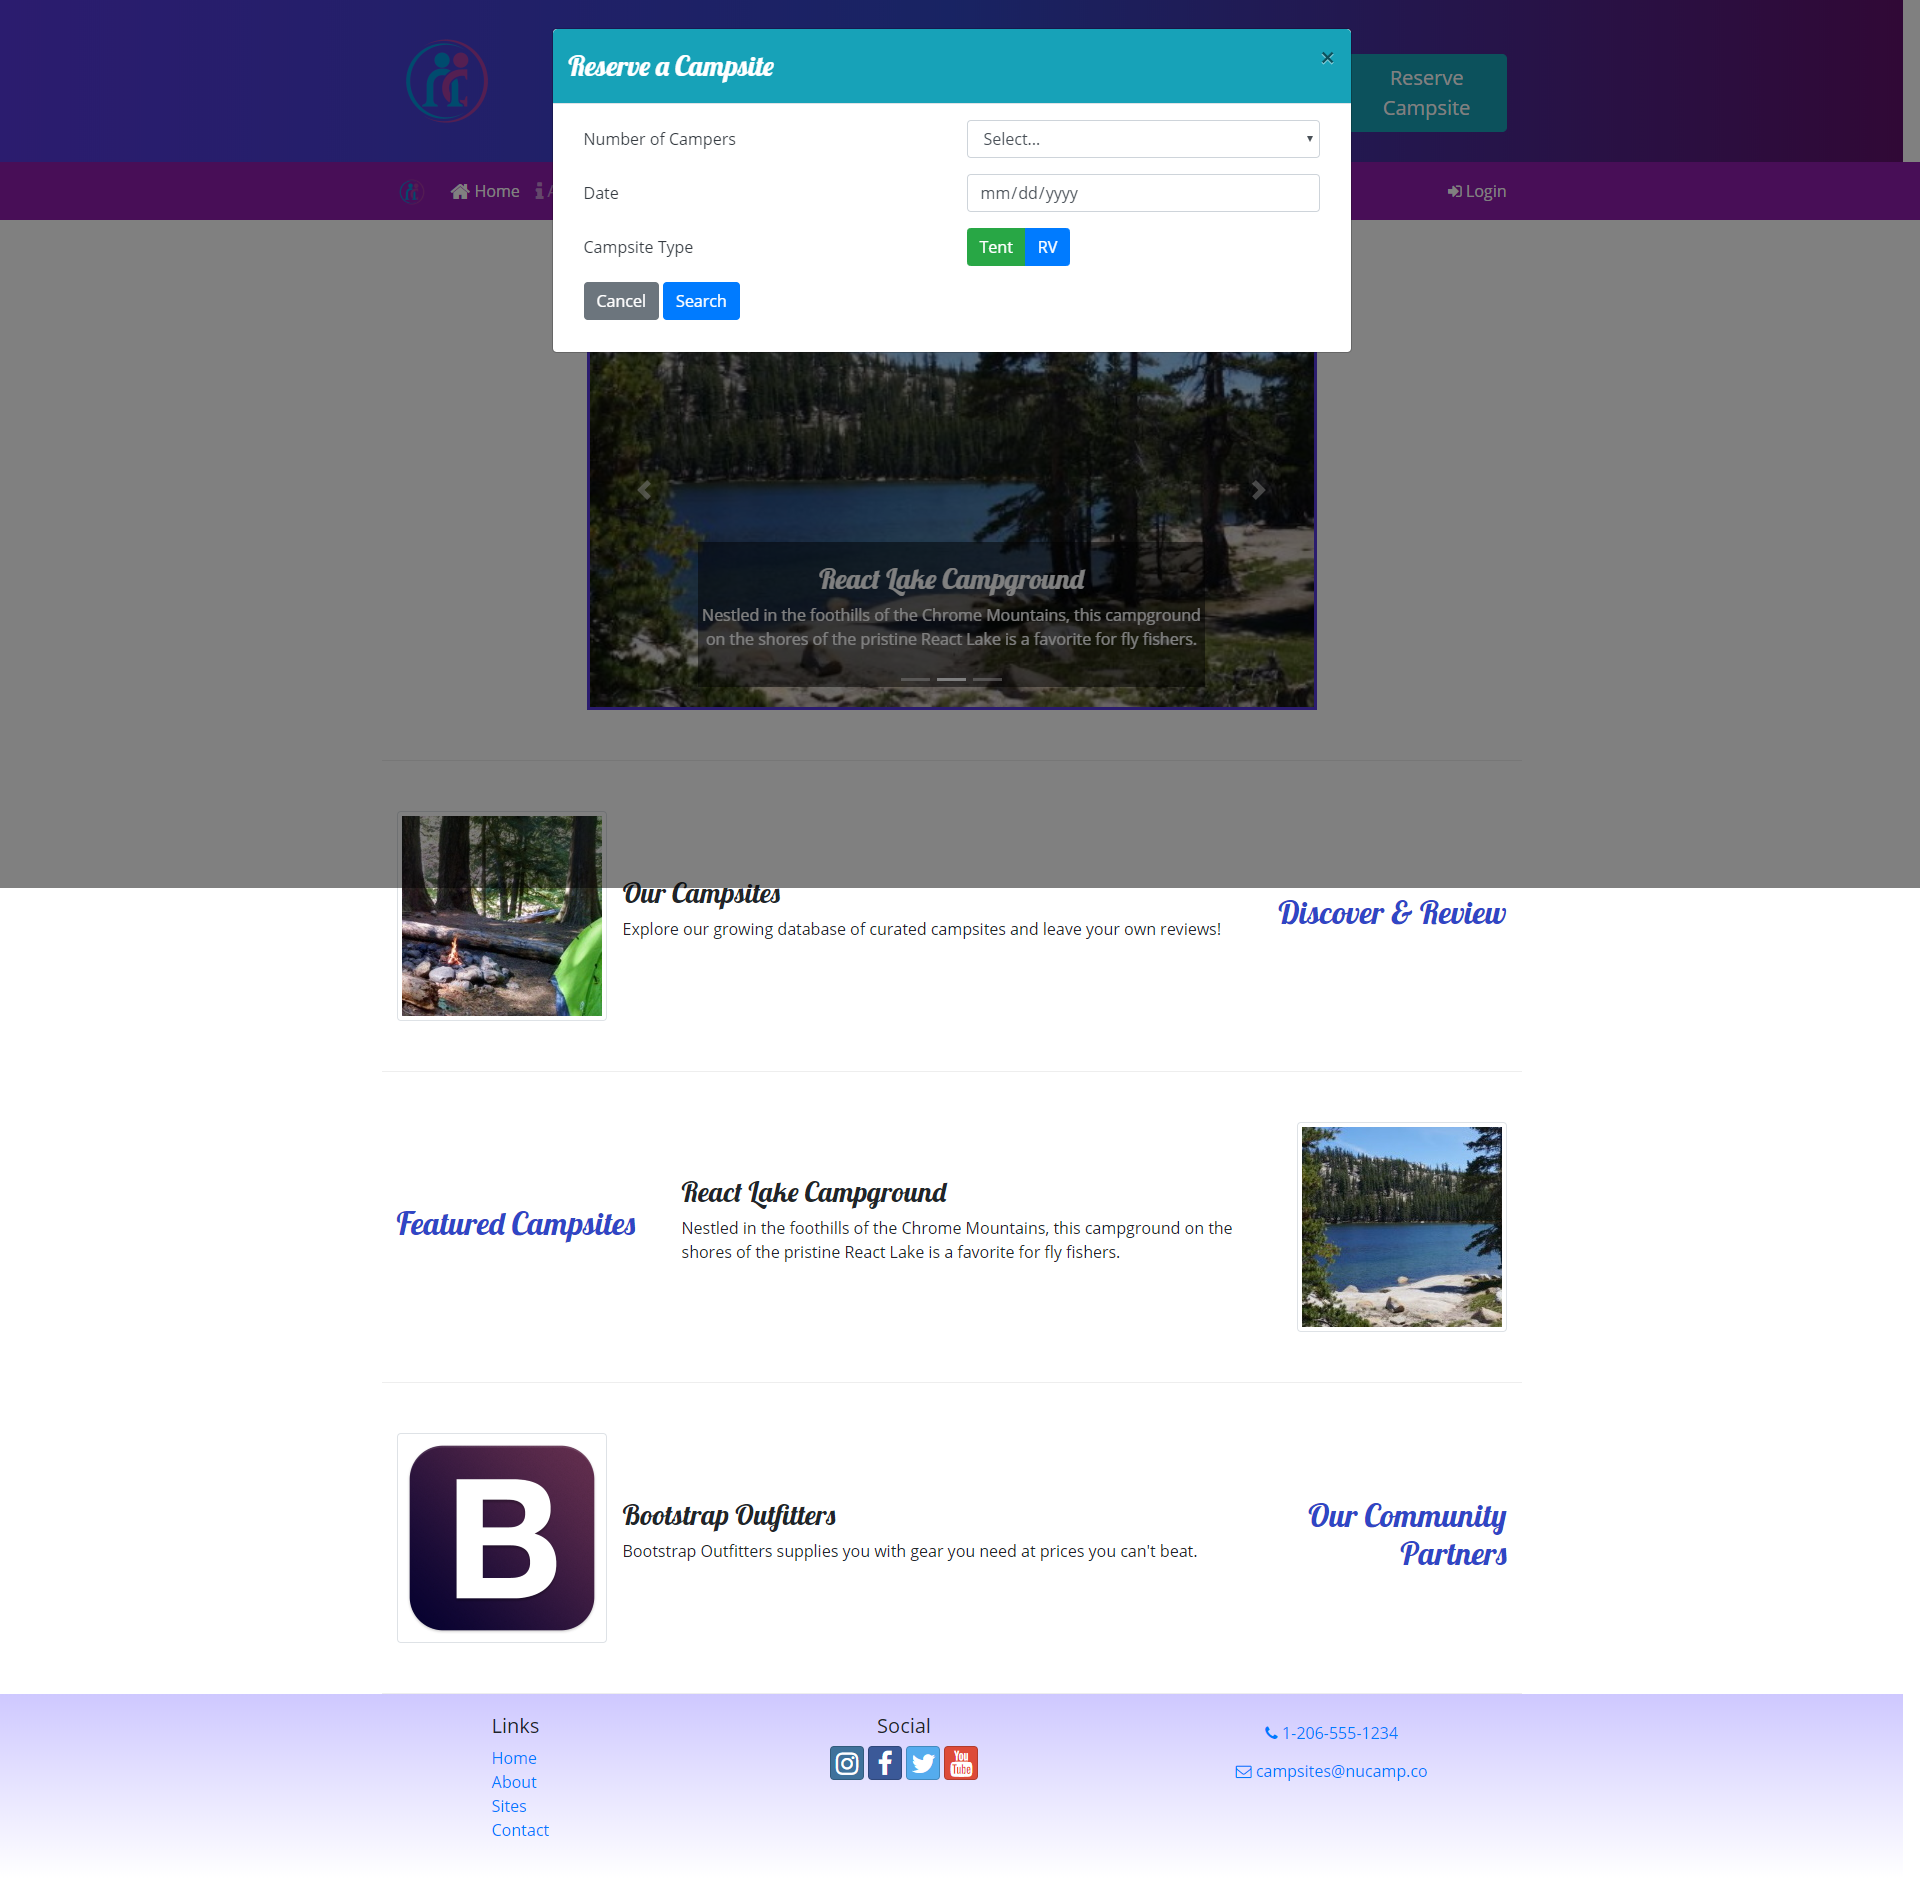 Reserve a Campsite
×
Reserve
Campsite
Number of Campers
Select...
Home
Login
Date
mm/dd/yyyy
Campsite Type
Tent
RV
Cancel
Search
React Lake Campground
Nestled in the foothills of the Chrome Mountains, this campground
on the shores of the pristine React Lake is a favorite for fly fishers.
Our Campsites
Explore our growing database of curated campsites and leave your own reviews!
Discover & Review
Featured Campsites
React Lake Campground
Nestled in the foothills of the Chrome Mountains, this campground on the
shores of the pristine React Lake is a favorite for fly fishers.
B
Bootstrap Outfitters
Bootstrap Outfitters supplies you with gear you need at prices you can't beat.
Our Community
Partners
Links
Home
About
Sites
Contact
Social
You
Tube
1-206-555-1234
campsites@nucamp.co